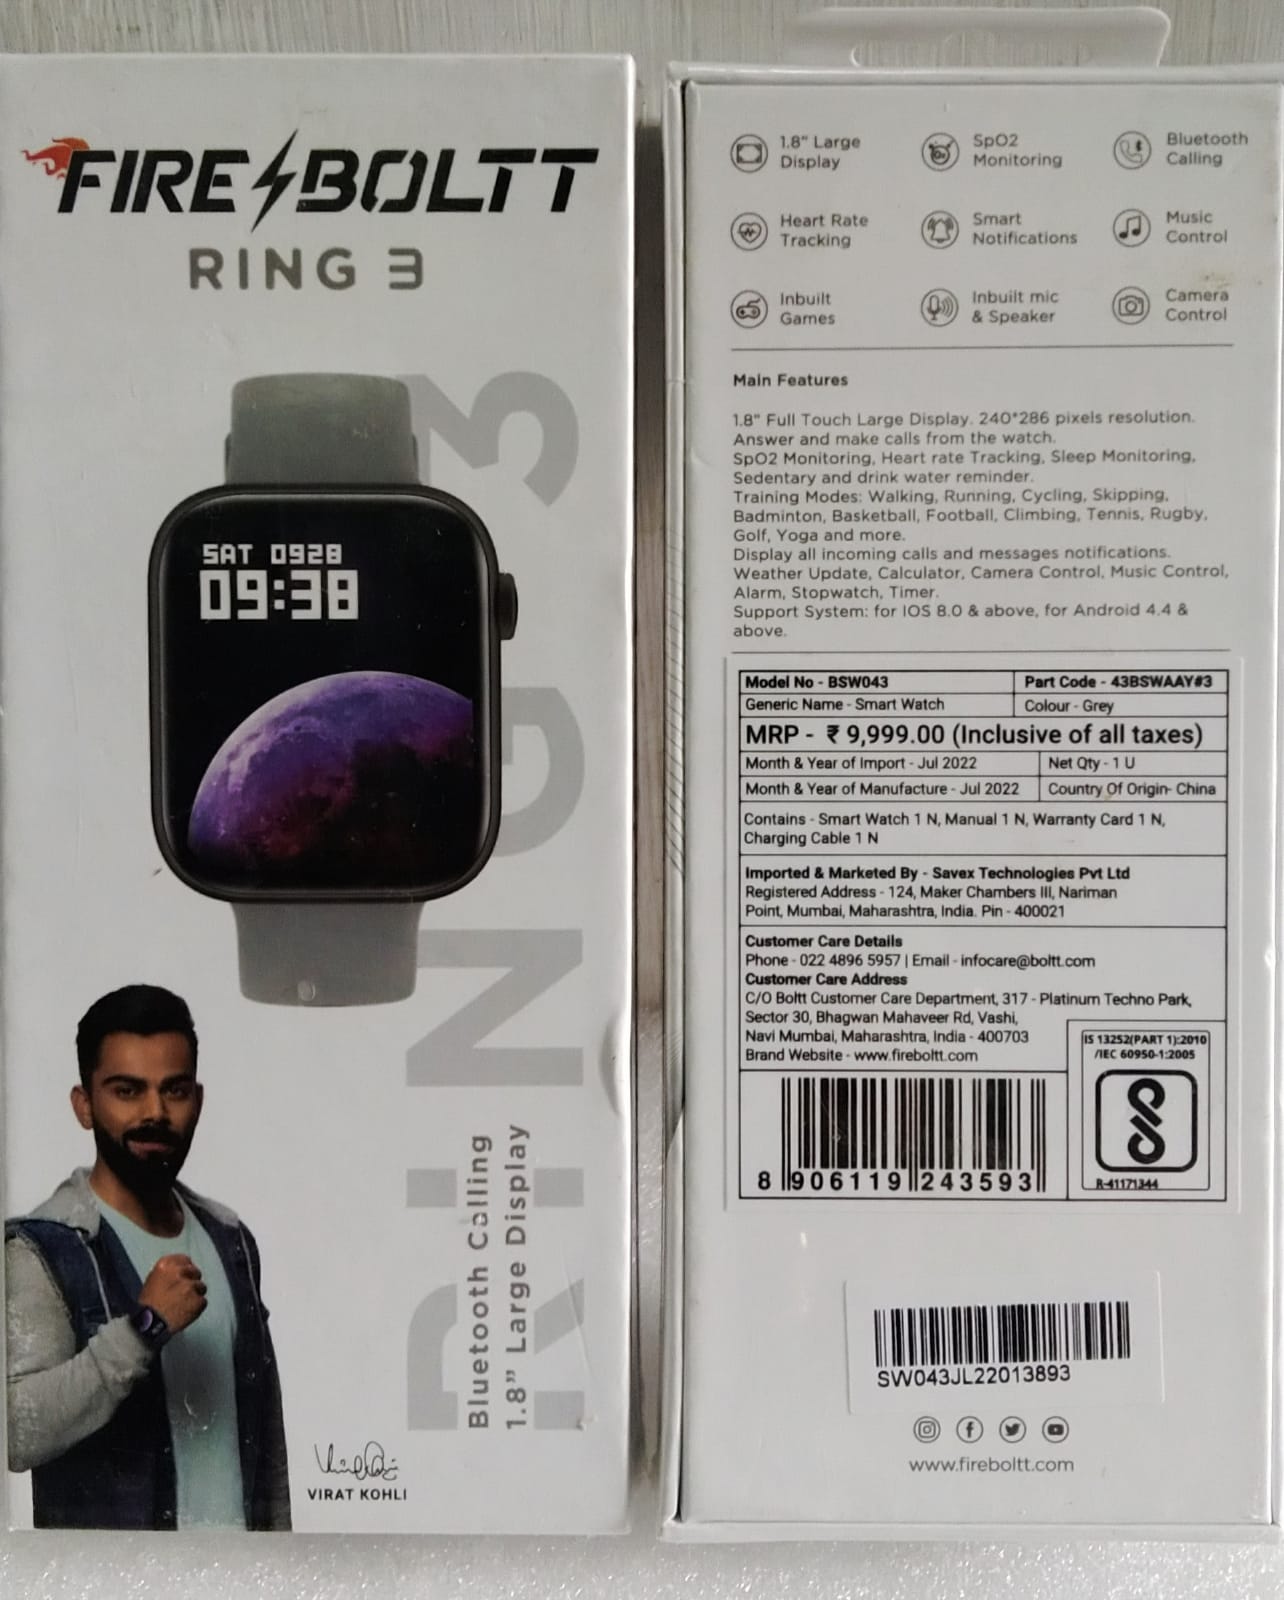 FIRE BOLTT
RING 3
SAT 0928
09:38
RING 3
Bluetooth Calling
1.8" Large Display
VIRAT KOHLI
1.8" Large
Display
SpO2
Monitoring
Bluetooth
Calling
Heart Rate
Tracking
Smart
Notifications
Music
Control
Inbuilt
Games
Inbuilt mic
& Speaker
Camera
Control
Main Features
1.8" Full Touch Large Display. 240*286 pixels resolution.
Answer and make calls from the watch.
SpO2 Monitoring, Heart rate Tracking, Sleep Monitoring,
Sedentary and drink water reminder.
Training Modes: Walking, Running, Cycling, Skipping,
Badminton, Basketball, Football, Climbing, Tennis, Rugby,
Golf, Yoga and more.
Display all incoming calls and messages notifications.
Weather Update, Calculator, Camera Control, Music Control,
Alarm, Stopwatch, Timer.
Support System: for IOS 8.0 & above, for Android 4.4 &
above.
Model No - BSW043
Part Code - 43BSWAAY#3
Generic Name - Smart Watch
Colour - Grey
MRP - ₹ 9,999.00 (Inclusive of all taxes)
Month & Year of Import - Jul 2022
Net Qty - 1 U
Month & Year of Manufacture - Jul 2022
Country Of Origin- China
Contains - Smart Watch 1 N, Manual 1 N, Warranty Card 1 N,
Charging Cable 1 N
Imported & Marketed By - Savex Technologies Pvt Ltd
Registered Address - 124, Maker Chambers III, Nariman
Point, Mumbai, Maharashtra, India. Pin - 400021
Customer Care Details
Phone - 022 4896 5957 | Email - infocare@boltt.com
Customer Care Address
C/O Boltt Customer Care Department, 317 - Platinum Techno Park,
Sector 30, Bhagwan Mahaveer Rd, Vashi,
Navi Mumbai, Maharashtra, India - 400703
Brand Website - www.fireboltt.com
IS 13252(PART 1):2010
/IEC 60950-1:2005
R-41171344
8 906119 243593
SW043JL22013893
www.fireboltt.com